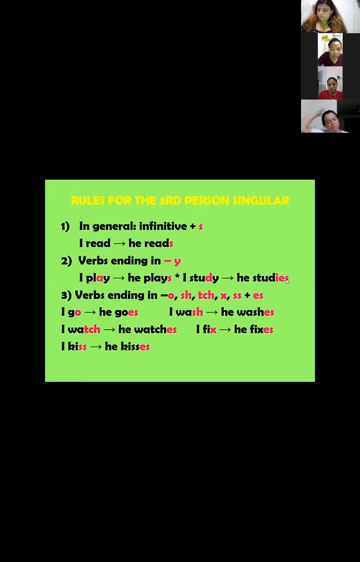 RULES FOR THE 3RD PERSON SINGULAR
1) In general: infinitive + s
I read → he reads
2) Verbs ending in – y
I play → he plays * I study → he studies
3) Verbs ending in –o, sh, tch, x, ss + es
I go → he goes I wash → he washes
I watch → he watches I fix → he fixes
I kiss → he kisses